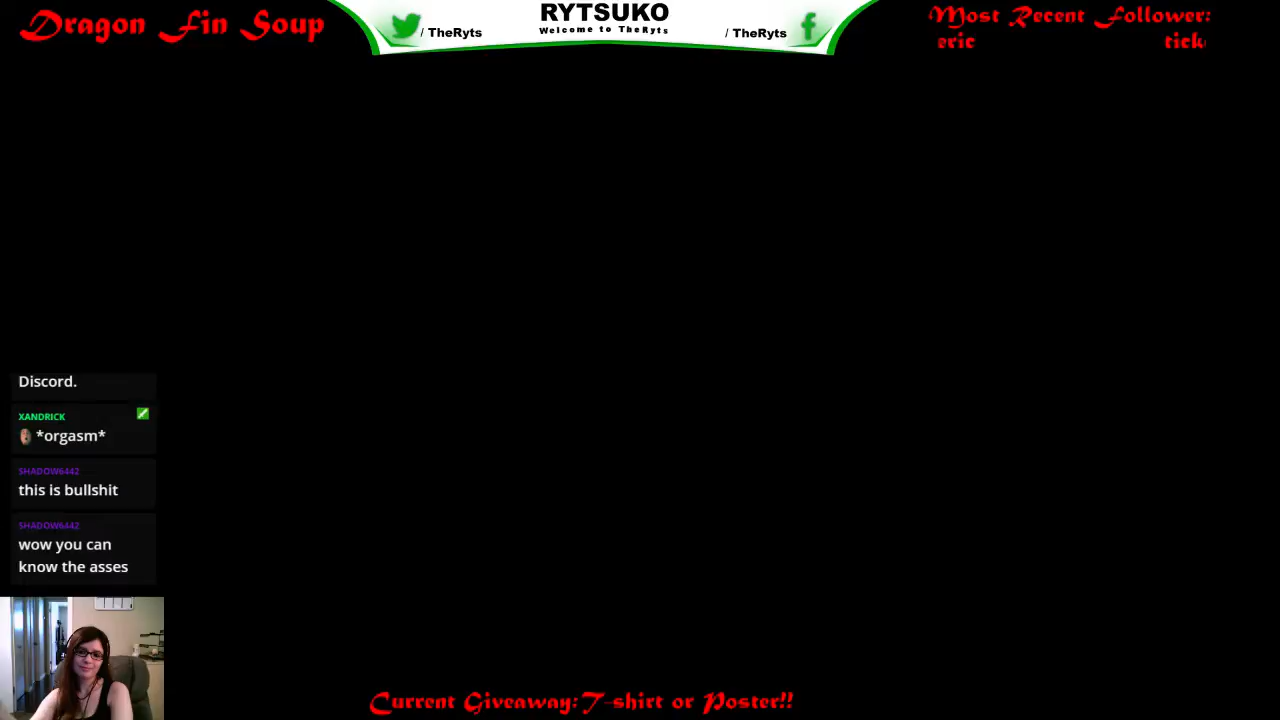 Dragon Fin Soup
RYTSUKO
Welcome to TheRyts
/ TheRyts
/ TheRyts
Most Recent Follower:
eric tick
Discord.
XANDRICK
*orgasm*
SHADOW6442
this is bullshit
SHADOW6442
wow you can
know the asses
Current Giveaway: T-shirt or Poster!!